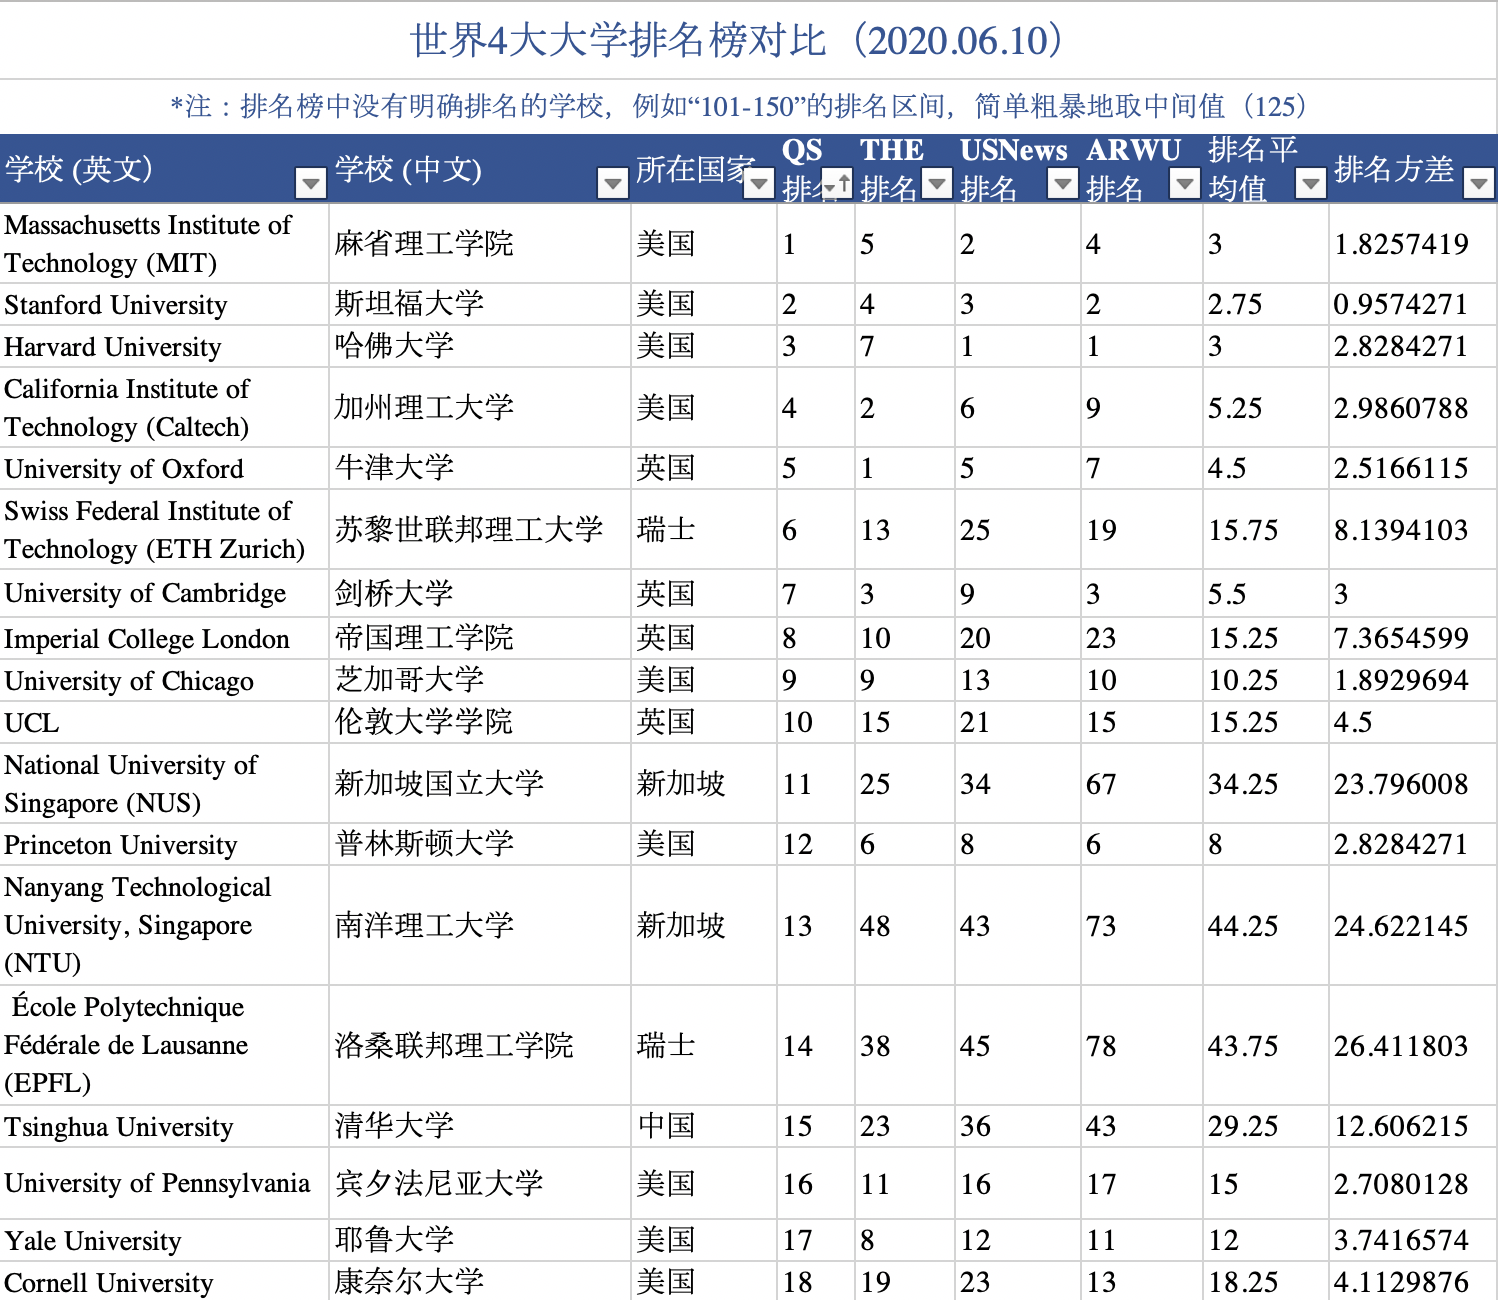 世界4大大学排名榜对比（2020.06.10）
*注：排名榜中没有明确排名的学校，例如“101-150”的排名区间，简单粗暴地取中间值（125）
学校 (英文） 学校 (中文) 所在国家 QS排名 THE排名 USNews排名 ARWU排名 排名平均值 排名方差
Massachusetts Institute of Technology (MIT) 麻省理工学院 美国 1 5 2 4 3 1.8257419
Stanford University 斯坦福大学 美国 2 4 3 2 2.75 0.9574271
Harvard University 哈佛大学 美国 3 7 1 1 3 2.8284271
California Institute of Technology (Caltech) 加州理工大学 美国 4 2 6 9 5.25 2.9860788
University of Oxford 牛津大学 英国 5 1 5 7 4.5 2.5166115
Swiss Federal Institute of Technology (ETH Zurich) 苏黎世联邦理工大学 瑞士 6 13 25 19 15.75 8.1394103
University of Cambridge 剑桥大学 英国 7 3 9 3 5.5 3
Imperial College London 帝国理工学院 英国 8 10 20 23 15.25 7.3654599
University of Chicago 芝加哥大学 美国 9 9 13 10 10.25 1.8929694
UCL 伦敦大学学院 英国 10 15 21 15 15.25 4.5
National University of Singapore (NUS) 新加坡国立大学 新加坡 11 25 34 67 34.25 23.796008
Princeton University 普林斯顿大学 美国 12 6 8 6 8 2.8284271
Nanyang Technological University, Singapore (NTU) 南洋理工大学 新加坡 13 48 43 73 44.25 24.622145
École Polytechnique Fédérale de Lausanne (EPFL) 洛桑联邦理工学院 瑞士 14 38 45 78 43.75 26.411803
Tsinghua University 清华大学 中国 15 23 36 43 29.25 12.606215
University of Pennsylvania 宾夕法尼亚大学 美国 16 11 16 17 15 2.7080128
Yale University 耶鲁大学 美国 17 8 12 11 12 3.7416574
Cornell University 康奈尔大学 美国 18 19 23 13 18.25 4.1129876